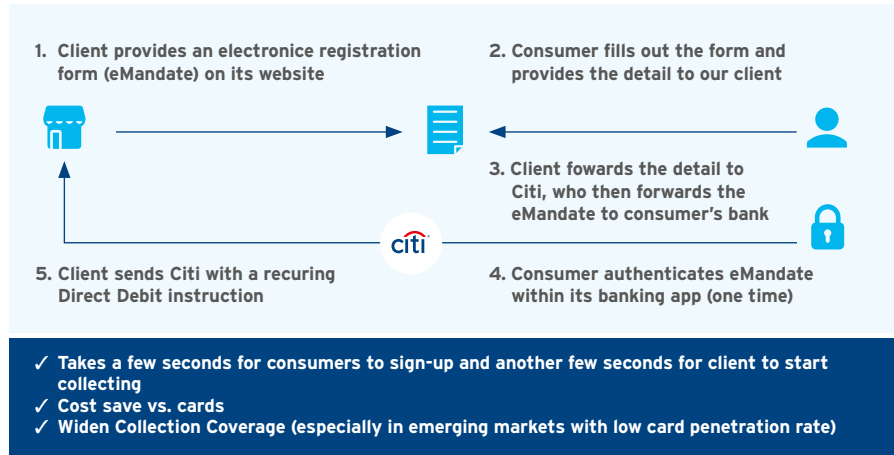 1. Client provides an electronice registration
form (eMandate) on its website
2. Consumer fills out the form and
provides the detail to our client
3. Client fowards the detail to
Citi, who then forwards the
eMandate to consumer's bank
citi
5. Client sends Citi with a recuring
Direct Debit instruction
4. Consumer authenticates eMandate
within its banking app (one time)
✓ Takes a few seconds for consumers to sign-up and another few seconds for client to start
collecting
✓ Cost save vs. cards
✓ Widen Collection Coverage (especially in emerging markets with low card penetration rate)